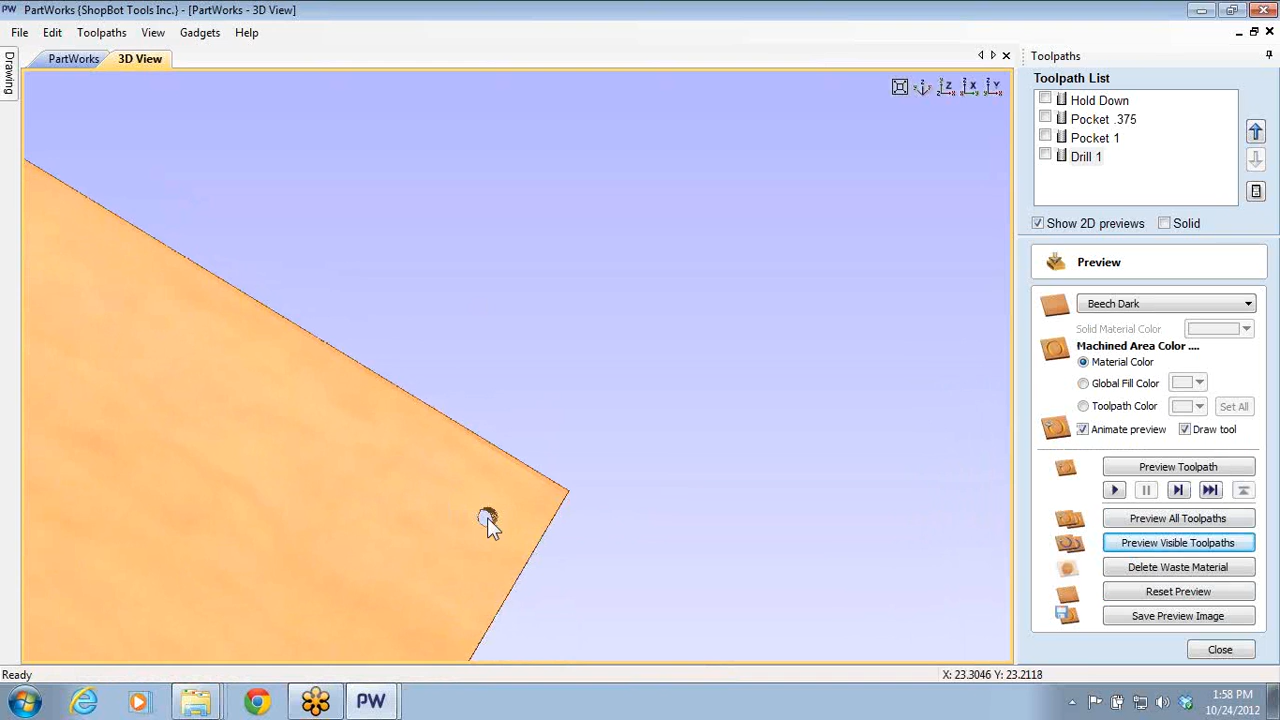 PW PartWorks {ShopBot Tools Inc.} - [PartWorks - 3D View]
File Edit Toolpaths View Gadgets Help
Drawing
PartWorks 3D View
Z X Y
Toolpaths
Toolpath List
Hold Down
Pocket .375
Pocket 1
Drill 1
Show 2D previews Solid
Preview
Beech Dark
Solid Material Color
Machined Area Color ....
Material Color
Global Fill Color
Toolpath Color Set All
Animate preview Draw tool
Preview Toolpath
Preview All Toolpaths
Preview Visible Toolpaths
Delete Waste Material
Reset Preview
Save Preview Image
Close
Ready X: 23.3046 Y: 23.2118
PW
1:58 PM
10/24/2012